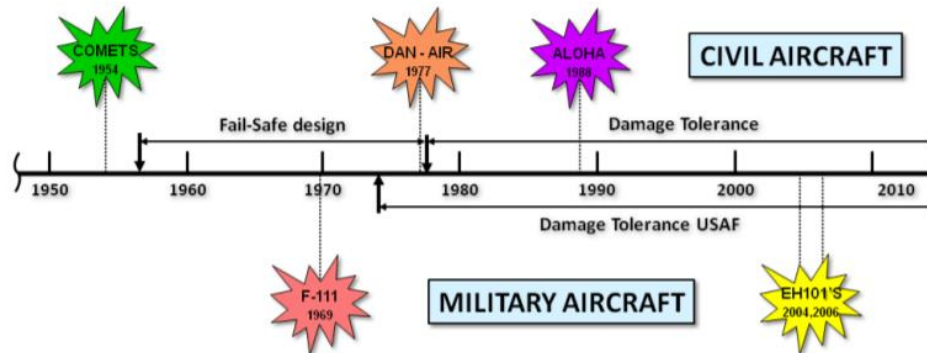 COMETS
1954
DAN - AIR
1977
ALOHA
1988
CIVIL AIRCRAFT
Fail-Safe design
Damage Tolerance
1950
1960
1970
1980
1990
2000
2010
Damage Tolerance USAF
F-111
1969
MILITARY AIRCRAFT
EH101'S
2004,2006